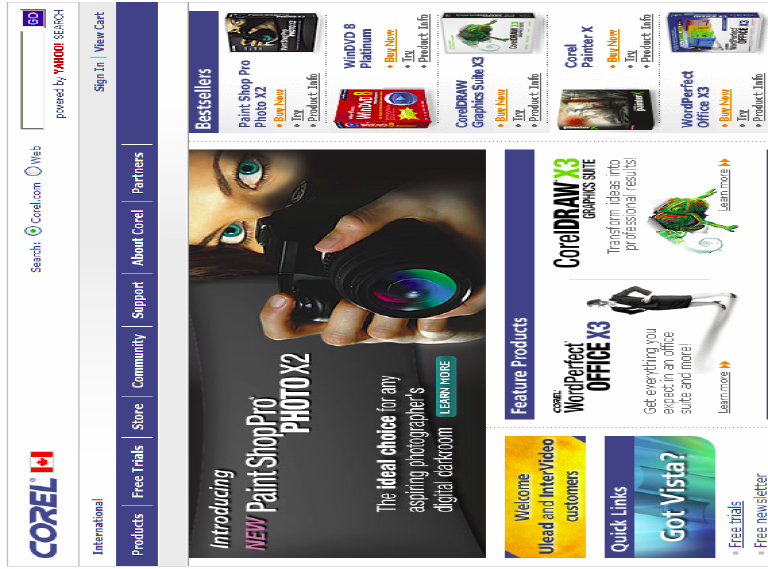 COREL®
Search: Corel.com Web
GO
powered by YAHOO! SEARCH
International
Sign In | View Cart
Products | Free Trials | Store | Community | Support | About Corel | Partners
Introducing
NEW Paint Shop Pro®
PHOTO X2
The ideal choice for any
aspiring photographer's
digital darkroom
LEARN MORE
Bestsellers
Paint Shop Pro
Photo X2
Buy Now
Try
Product Info
WinDVD 8
Platinum
Buy Now
Try
Product Info
CorelDRAW
Graphics Suite X3
Buy Now
Try
Product Info
Corel
Painter X
Buy Now
Try
Product Info
WordPerfect
Office X3
Buy Now
Try
Product Info
Feature Products
COREL®
WordPerfect®
OFFICE X3
Get everything you
expect in an office
suite and more!
Learn more
CorelDRAW® X3
GRAPHICS SUITE
Transform ideas into
professional results!
Learn more
Welcome
Ulead and InterVideo
customers
Quick Links
Got Vista?
Free trials
Free newsletter